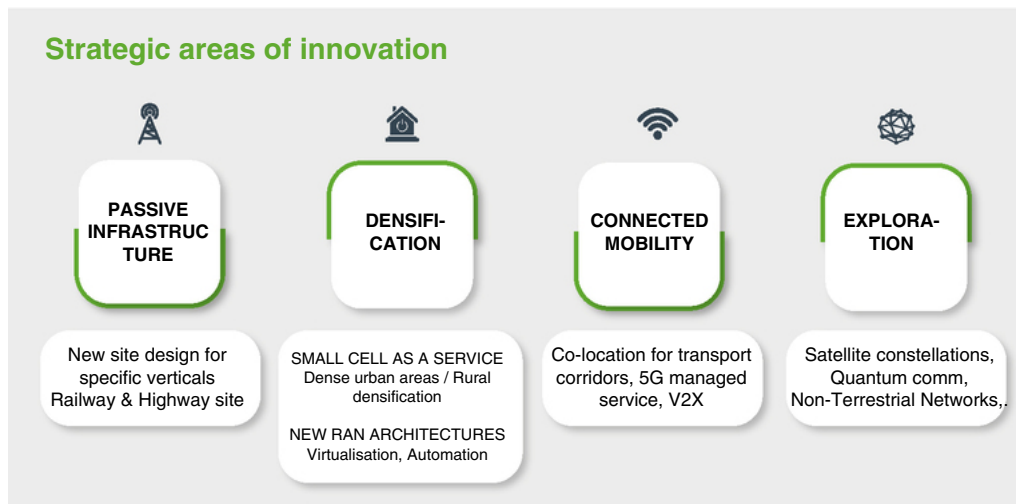 Strategic areas of innovation
PASSIVE
INFRASTRUC
TURE
New site design for
specific verticals
Railway & Highway site
DENSIFI-
CATION
SMALL CELL AS A SERVICE
Dense urban areas / Rural
densification
NEW RAN ARCHITECTURES
Virtualisation, Automation
CONNECTED
MOBILITY
Co-location for transport
corridors, 5G managed
service, V2X
EXPLORA-
TION
Satellite constellations,
Quantum comm,
Non-Terrestrial Networks,.